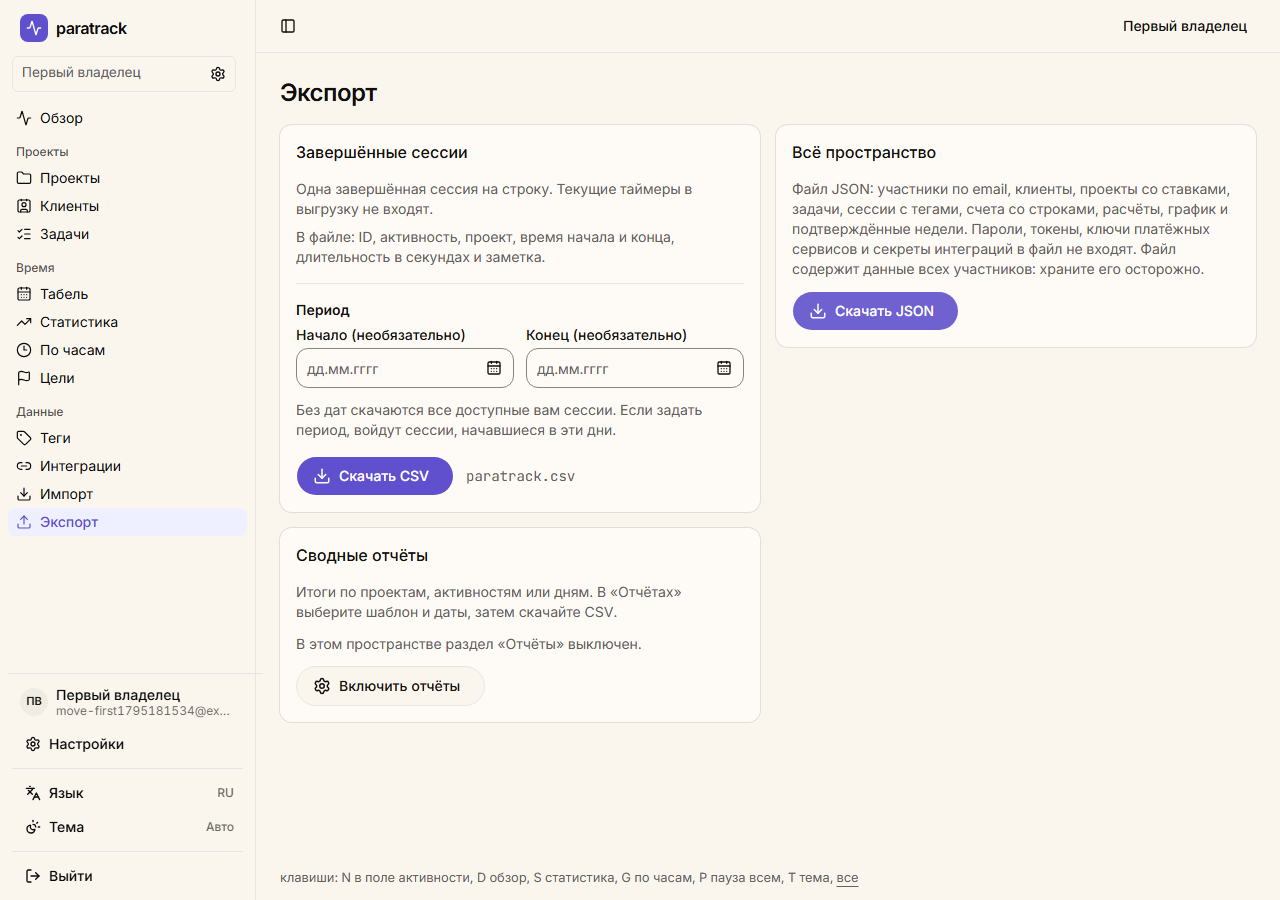 paratrack
Первый владелец
Обзор
Проекты
Проекты
Клиенты
Задачи
Время
Табель
Статистика
По часам
Цели
Данные
Теги
Интеграции
Импорт
Экспорт
ПВ
Первый владелец
move-first1795181534@ex...
Настройки
Язык RU
Тема Авто
Выйти
Первый владелец
Экспорт
Завершённые сессии
Одна завершённая сессия на строку. Текущие таймеры в
выгрузку не входят.
В файле: ID, активность, проект, время начала и конца,
длительность в секундах и заметка.
Период
Начало (необязательно) Конец (необязательно)
дд.мм.гггг дд.мм.гггг
Без дат скачаются все доступные вам сессии. Если задать
период, войдут сессии, начавшиеся в эти дни.
Скачать CSV paratrack.csv
Сводные отчёты
Итоги по проектам, активностям или дням. В «Отчётах»
выберите шаблон и даты, затем скачайте CSV.
В этом пространстве раздел «Отчёты» выключен.
Включить отчёты
Всё пространство
Файл JSON: участники по email, клиенты, проекты со ставками,
задачи, сессии с тегами, счета со строками, расчёты, график и
подтверждённые недели. Пароли, токены, ключи платёжных
сервисов и секреты интеграций в файл не входят. Файл
содержит данные всех участников: храните его осторожно.
Скачать JSON
клавиши: N в поле активности, D обзор, S статистика, G по часам, P пауза всем, T тема, все